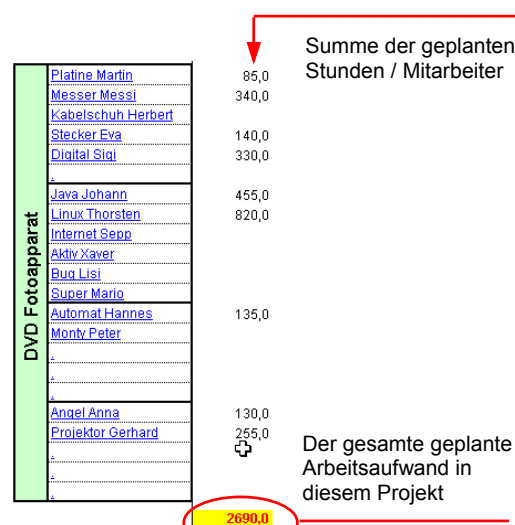 Summe der geplanten
Stunden / Mitarbeiter
DVD Fotoapparat
Platine Martin 85,0
Messer Messi 340,0
Kabelschuh Herbert
Stecker Eva 140,0
Digital Sigi 330,0
.
Java Johann 455,0
Linux Thorsten 820,0
Internet Sepp
Aktiv Xaver
Bug Lisi
Super Mario
Automat Hannes 135,0
Monty Peter
.
.
.
Angel Anna 130,0
Projektor Gerhard 255,0
.
.
.
Der gesamte geplante
Arbeitsaufwand in
diesem Projekt
2690,0